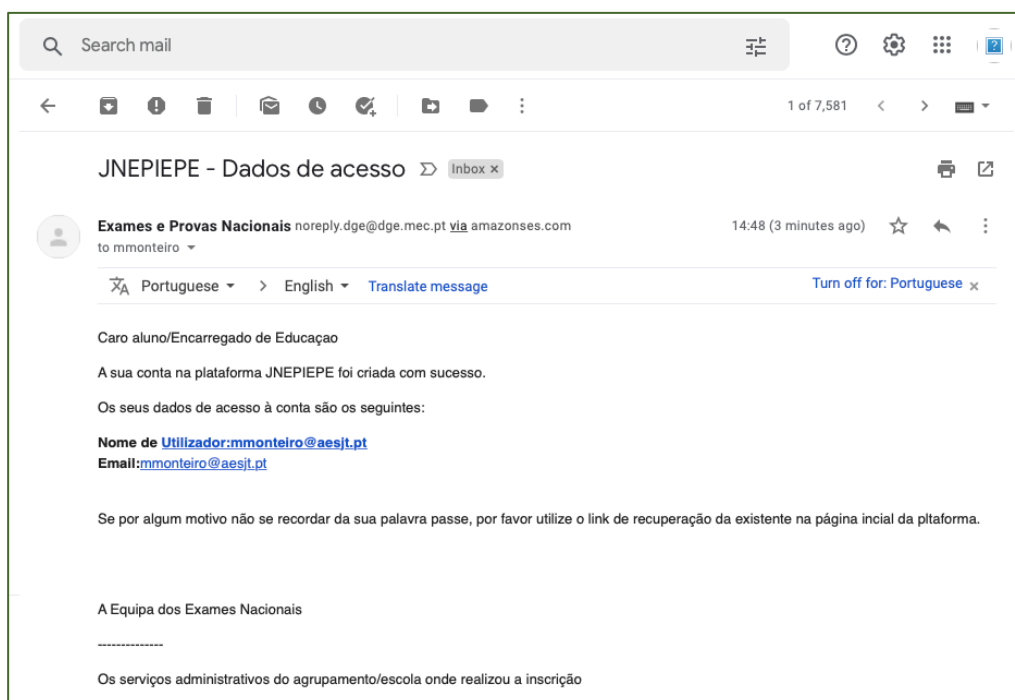 Search mail
1 of 7,581
JNEPIEPE - Dados de acesso Inbox x
Exames e Provas Nacionais noreply.dge@dge.mec.pt via amazonses.com 14:48 (3 minutes ago)
to mmonteiro
Portuguese > English Translate message Turn off for: Portuguese x
Caro aluno/Encarregado de Educaçao
A sua conta na plataforma JNEPIEPE foi criada com sucesso.
Os seus dados de acesso à conta são os seguintes:
Nome de Utilizador:mmonteiro@aesjt.pt
Email:mmonteiro@aesjt.pt
Se por algum motivo não se recordar da sua palavra passe, por favor utilize o link de recuperação da existente na página incial da pltaforma.
A Equipa dos Exames Nacionais
--------------
Os serviços administrativos do agrupamento/escola onde realizou a inscrição